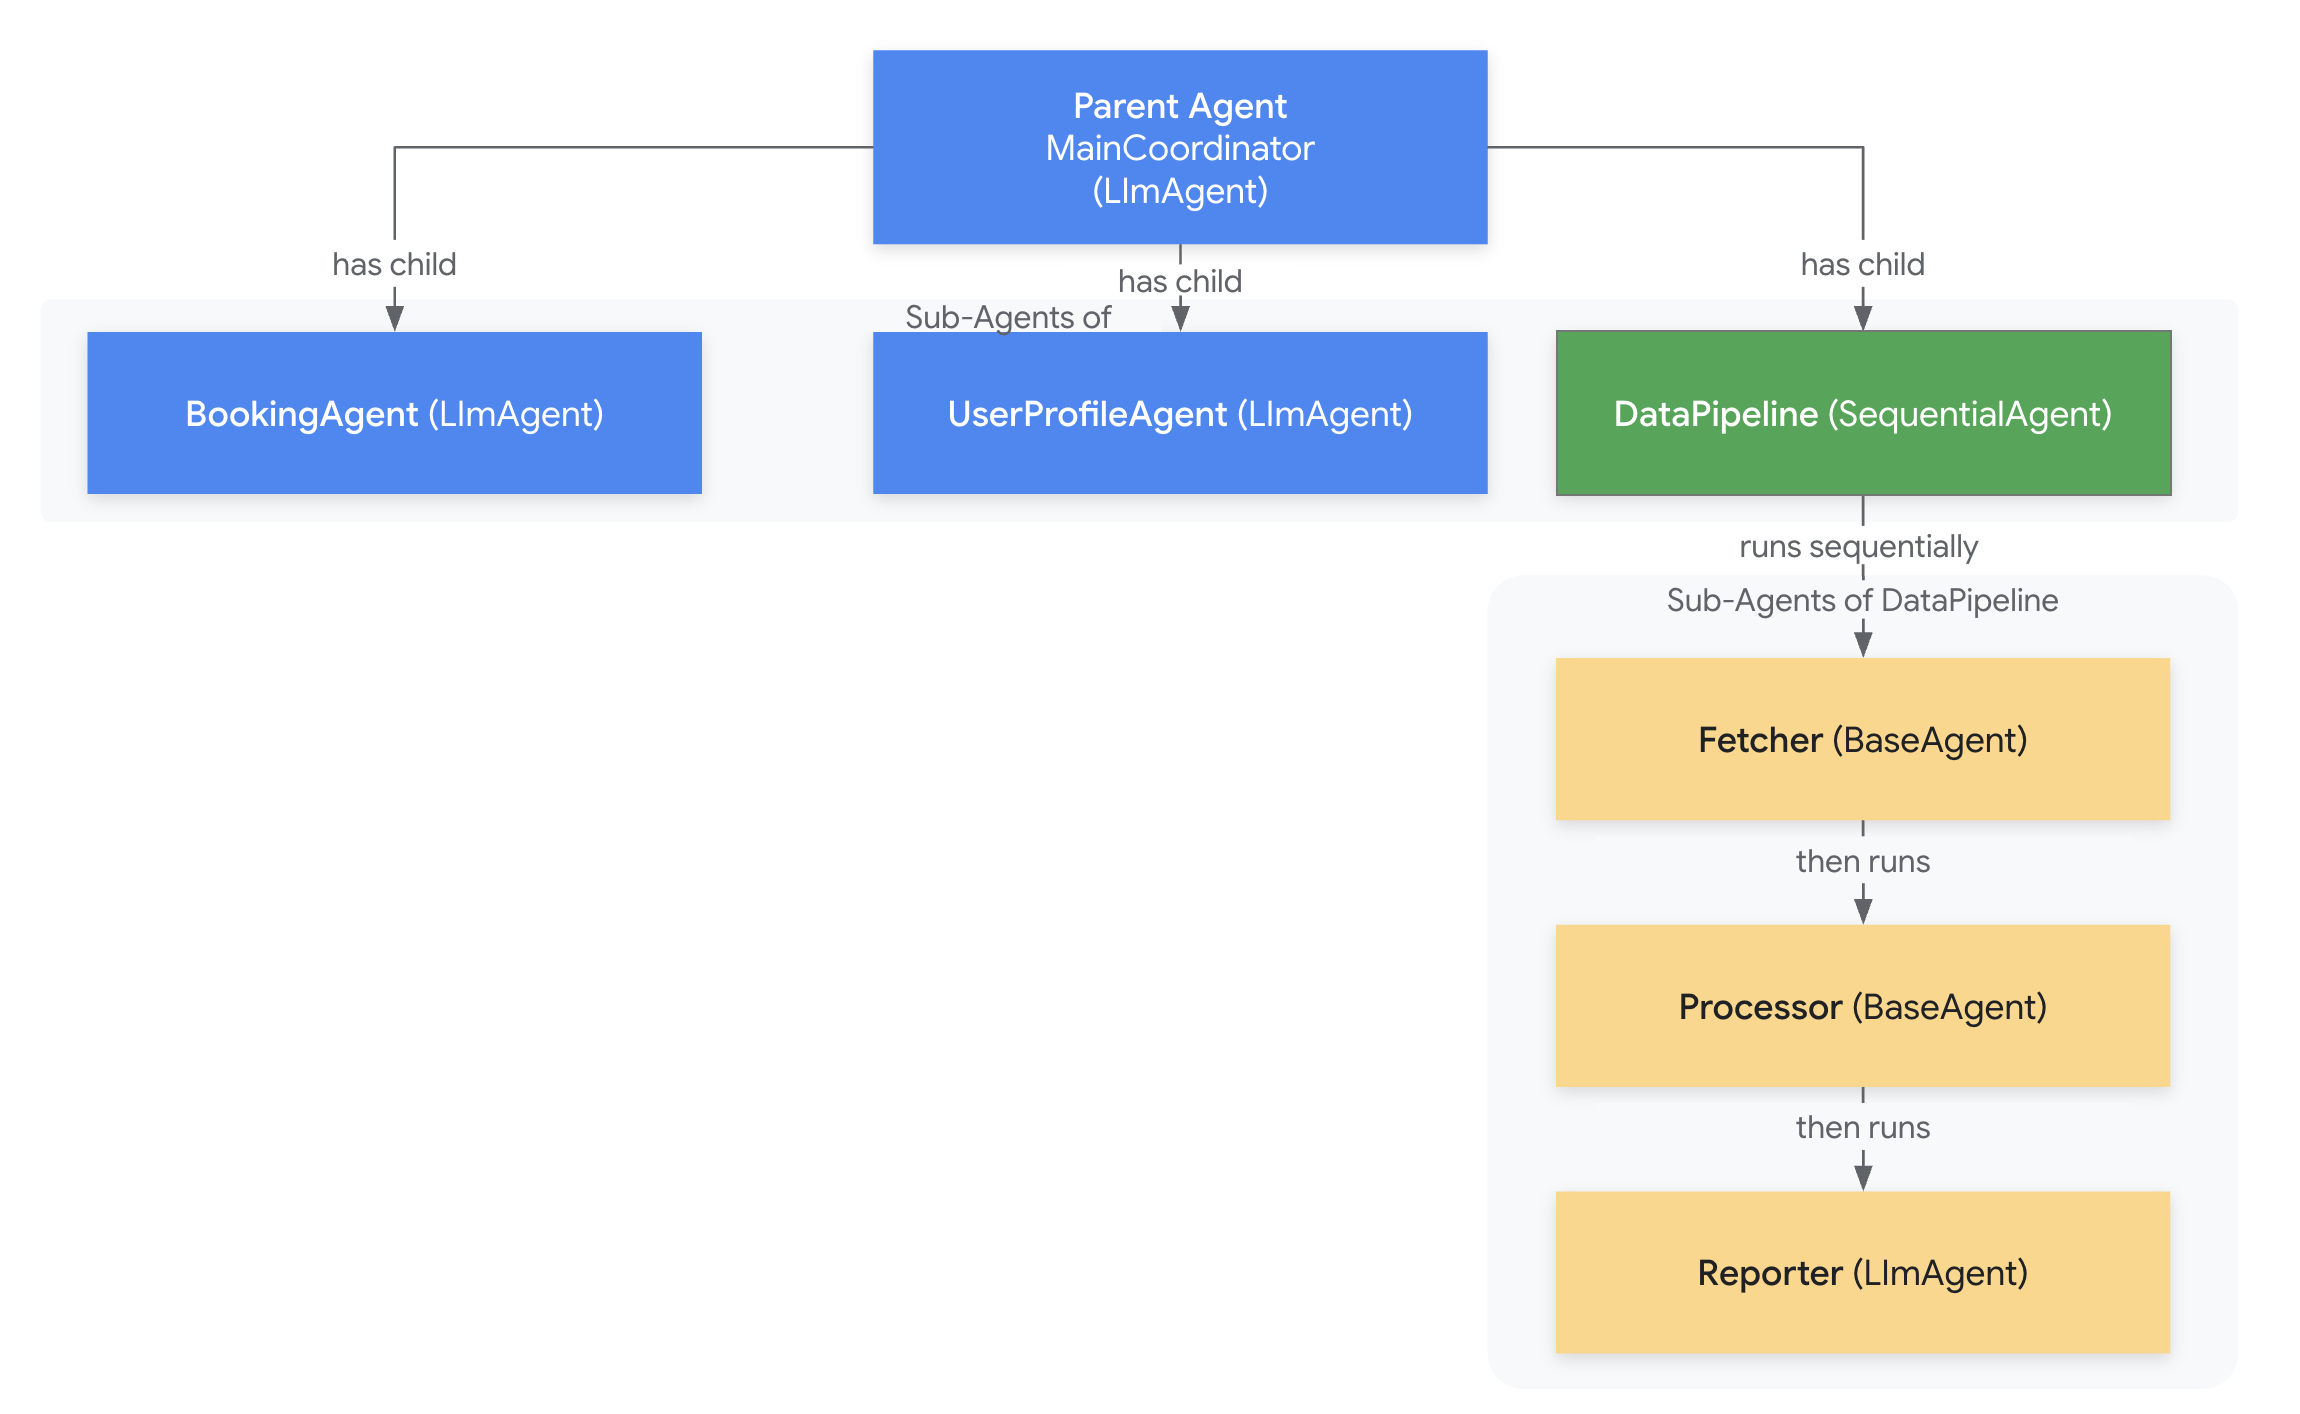 Parent Agent
MainCoordinator
(LlmAgent)
has child
has child
has child
Sub-Agents of
BookingAgent (LlmAgent)
UserProfileAgent (LlmAgent)
DataPipeline (SequentialAgent)
runs sequentially
Sub-Agents of DataPipeline
Fetcher (BaseAgent)
then runs
Processor (BaseAgent)
then runs
Reporter (LlmAgent)